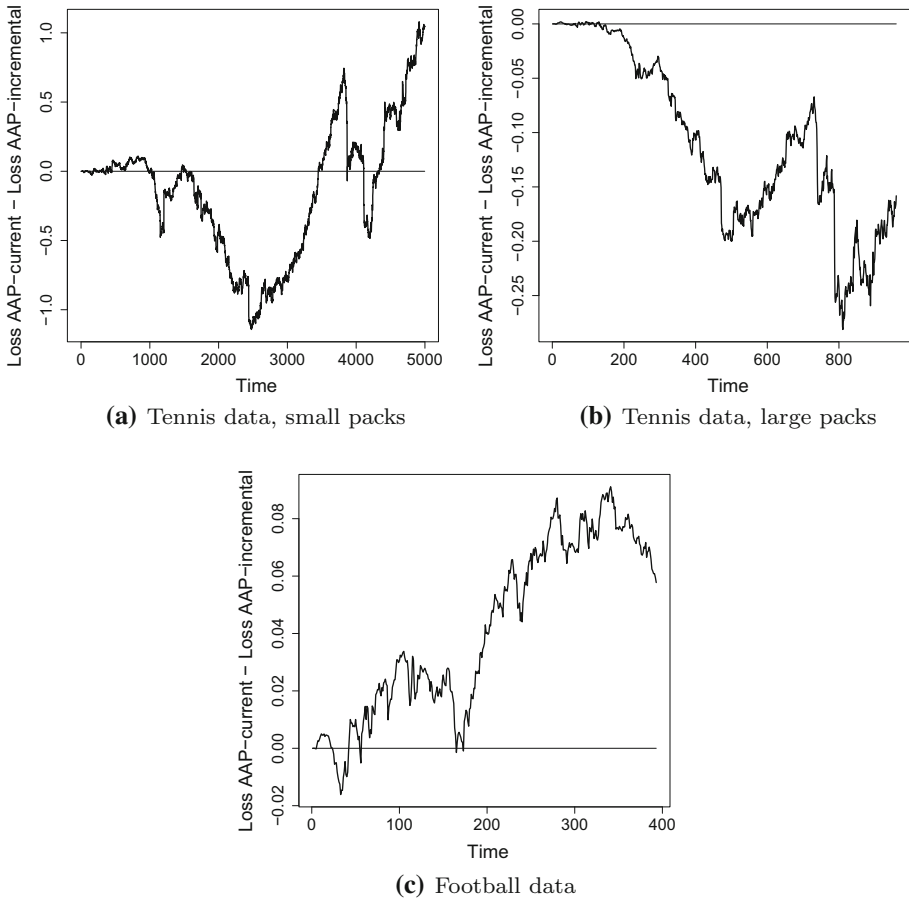 Loss AAP-current − Loss AAP-incremental
1.0
0.5
0.0
−0.5
−1.0
0 1000 2000 3000 4000 5000
Time
(a) Tennis data, small packs
Loss AAP-current − Loss AAP-incremental
0.00
−0.05
−0.10
−0.15
−0.20
−0.25
0 200 400 600 800
Time
(b) Tennis data, large packs
Loss AAP-current − Loss AAP-incremental
0.08
0.06
0.04
0.02
0.00
−0.02
0 100 200 300 400
Time
(c) Football data